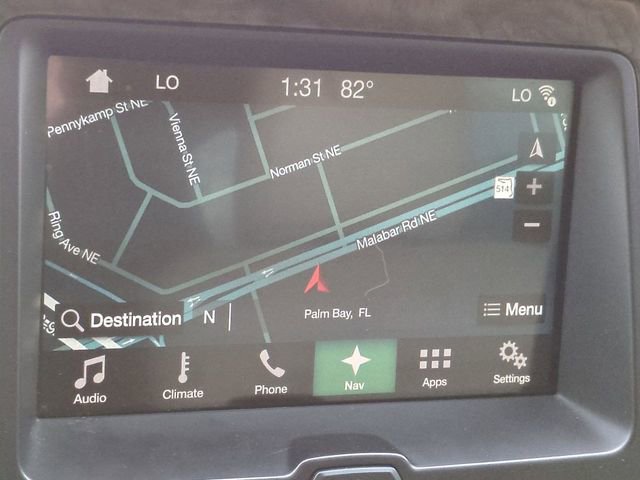 LO 1:31 82° LO
Pennykamp St NE
Vienna St NE
Norman St NE
514
Ring Ave NE
Malabar Rd NE
Destination N
Palm Bay, FL
Menu
Audio Climate Phone Nav Apps Settings